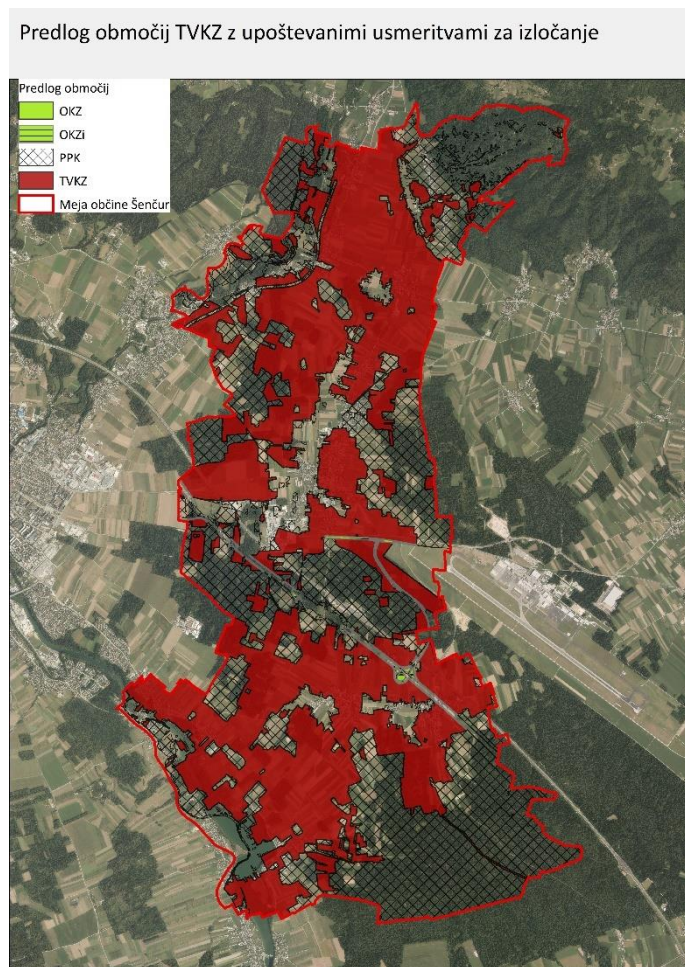 Predlog območij TVKZ z upoštevanimi usmeritvami za izločanje
Predlog območij
OKZ
OKZi
PPK
TVKZ
Meja občine Šenčur